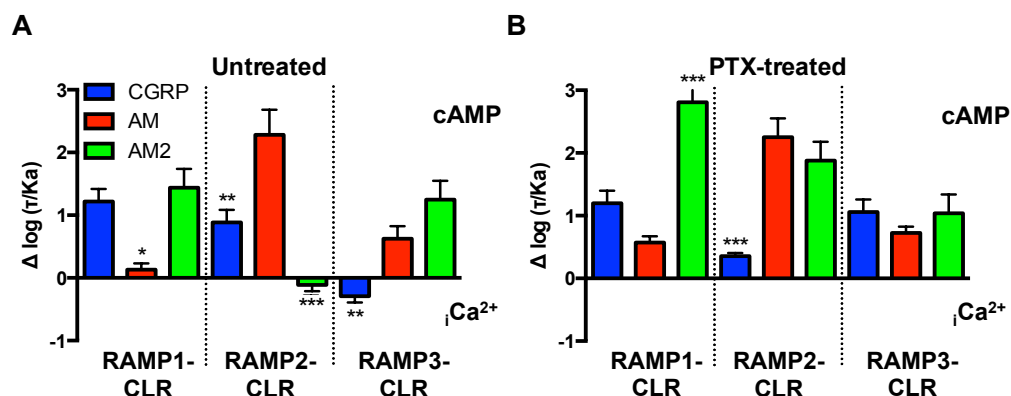 A
Untreated
3
2
1
0
-1
Δ log (τ/Ka)
CGRP
AM
AM2
cAMP
iCa2+
*
**
***
**
RAMP1-
CLR
RAMP2-
CLR
RAMP3-
CLR
B
PTX-treated
3
2
1
0
-1
Δ log (τ/Ka)
cAMP
iCa2+
***
***
RAMP1-
CLR
RAMP2-
CLR
RAMP3-
CLR